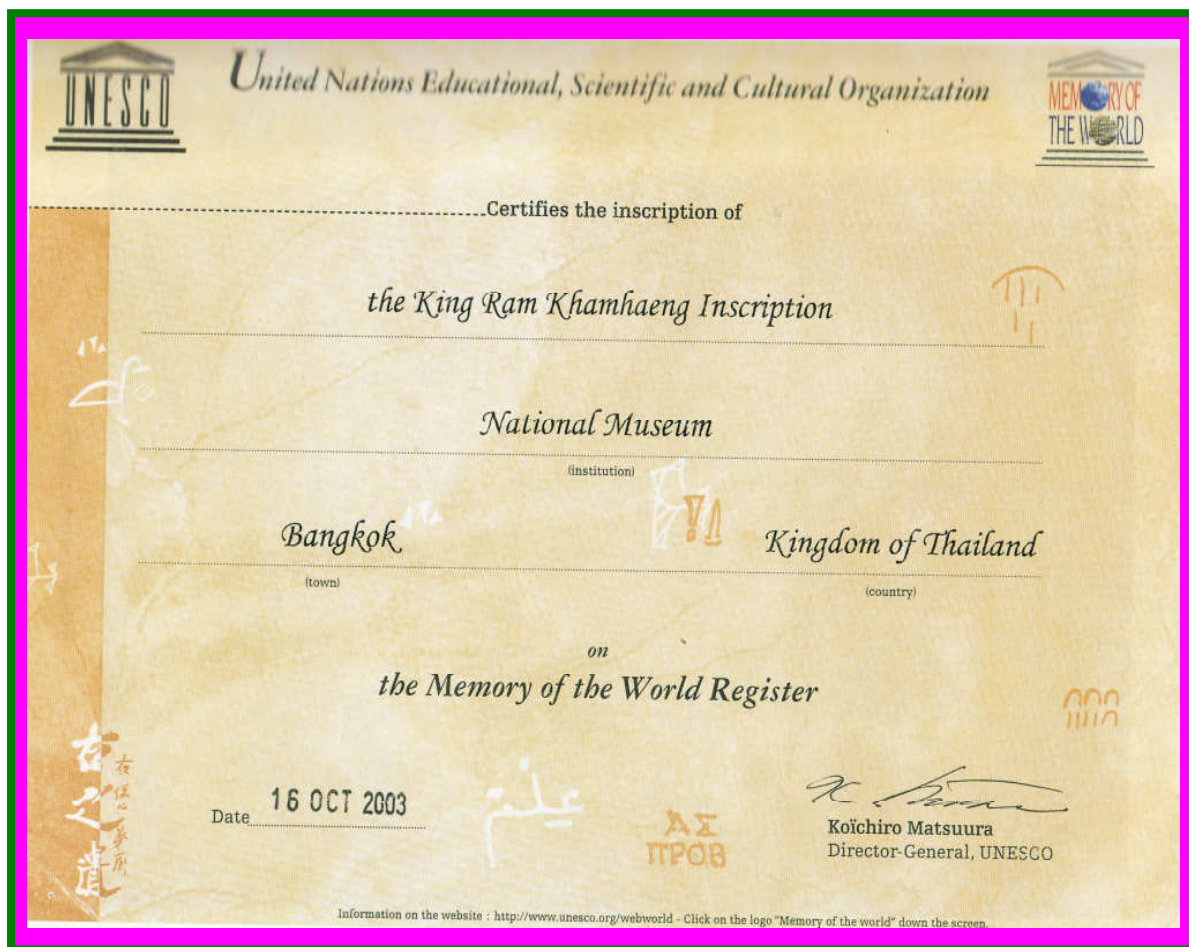 UNESCO
United Nations Educational, Scientific and Cultural Organization
MEMORY OF
THE WORLD
Certifies the inscription of
the King Ram Khamhaeng Inscription
National Museum
(institution)
Bangkok
Kingdom of Thailand
(town)
(country)
on
the Memory of the World Register
Date 16 OCT 2003
علم
ΑΣ
ΠΡΟΒ
Koïchiro Matsuura
Director-General, UNESCO
Information on the website : http://www.unesco.org/webworld - Click on the logo "Memory of the world" down the screen.